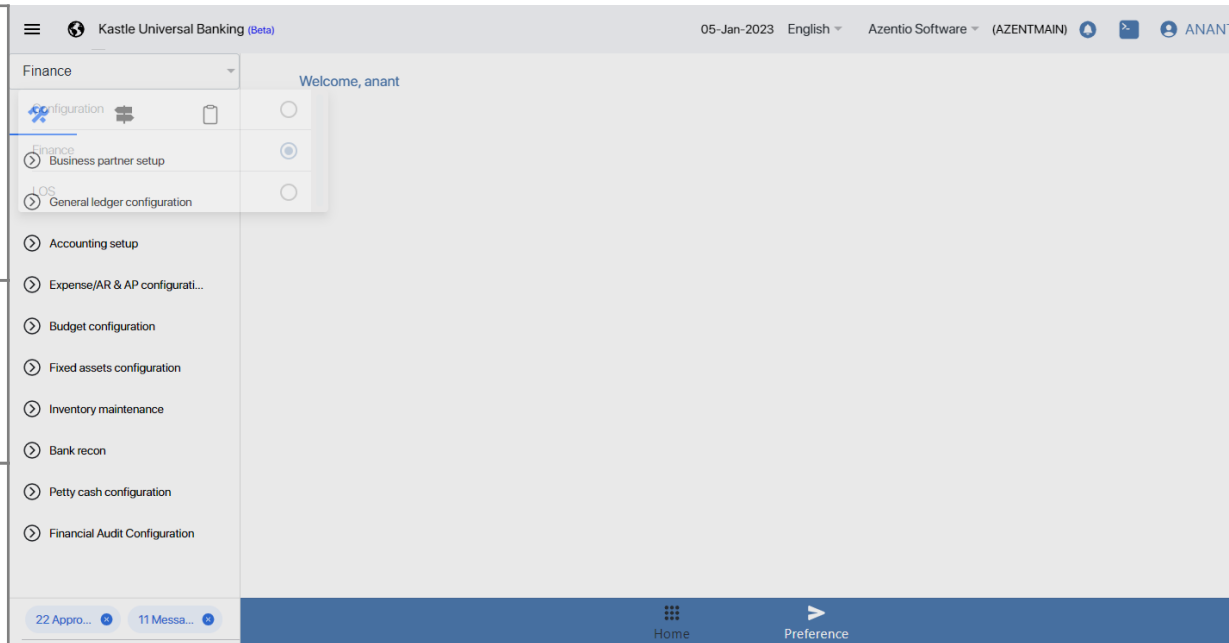 Kastle Universal Banking (Beta)
05-Jan-2023 English Azentio Software (AZENTMAIN) ANANT
Finance
Welcome, anant
Configuration
Finance
Business partner setup
LOS
General ledger configuration
Accounting setup
Expense/AR & AP configurati...
Budget configuration
Fixed assets configuration
Inventory maintenance
Bank recon
Petty cash configuration
Financial Audit Configuration
22 Appro... 11 Messa...
Home Preference